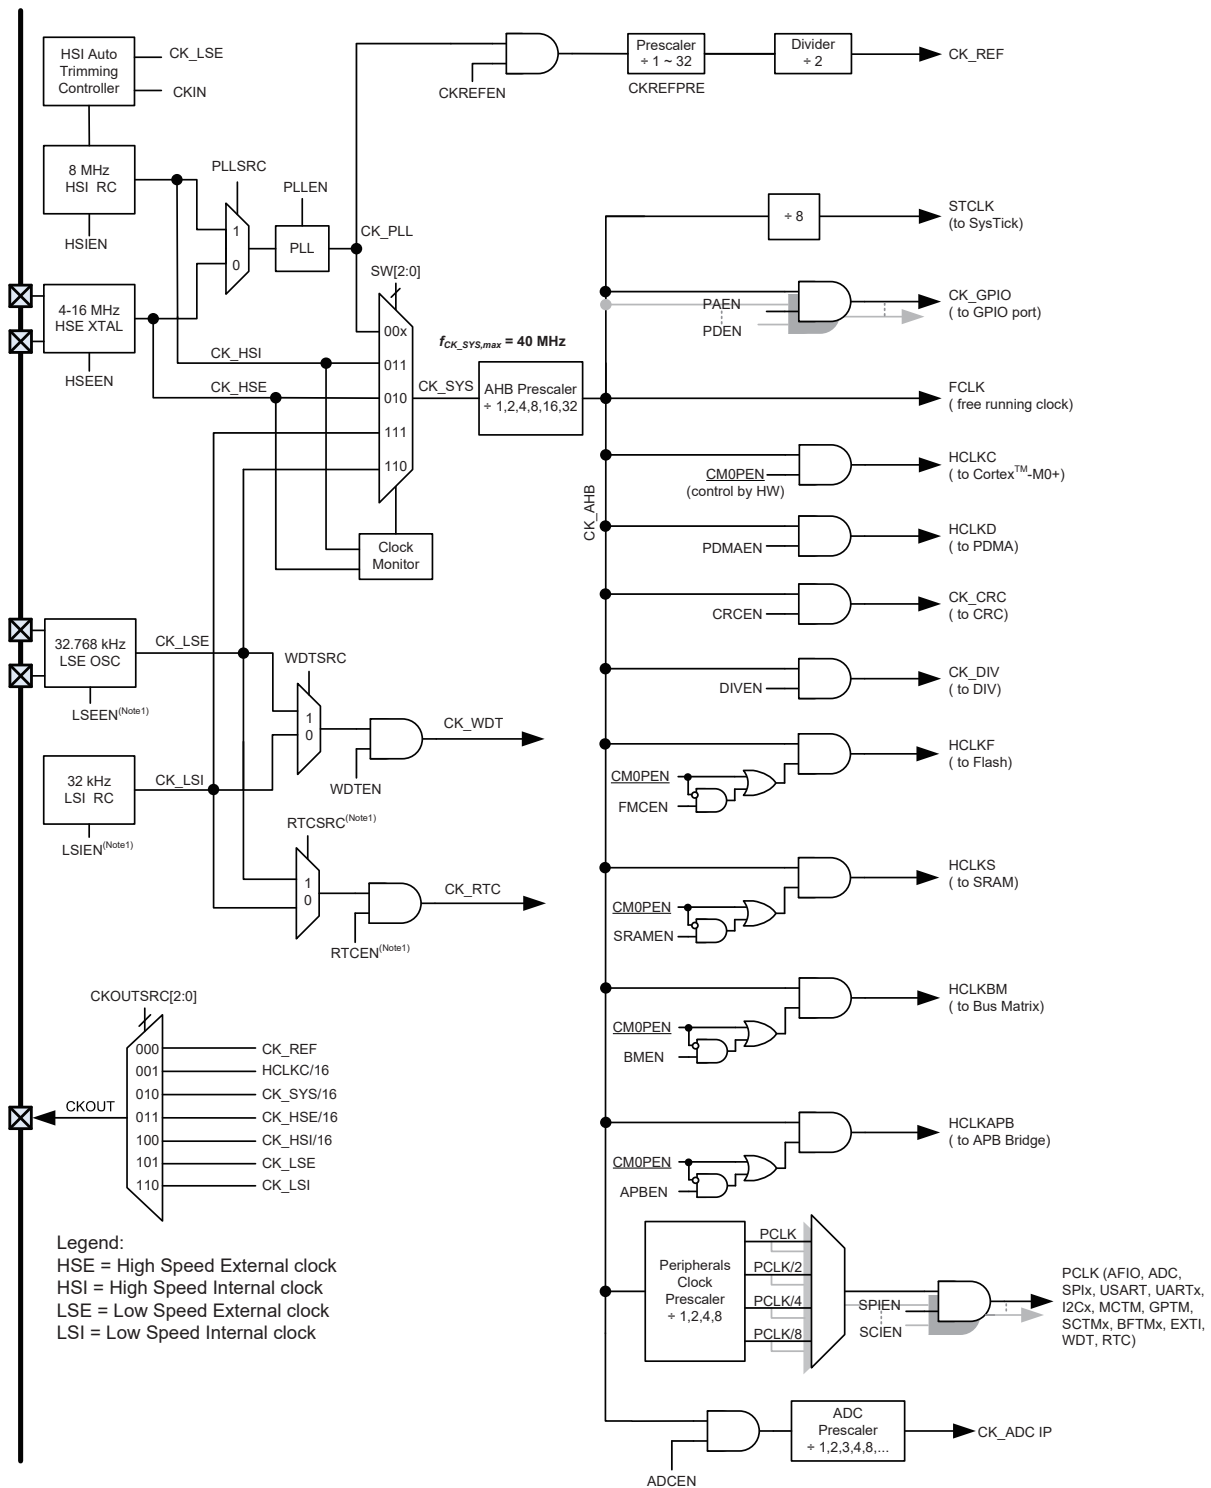 HSI Auto
Trimming
Controller
CK_LSE
CKIN
8 MHz
HSI RC
HSIEN
PLLSRC
1
0
PLLEN
PLL
CK_PLL
CKREFEN
Prescaler
÷ 1 ~ 32
CKREFPRE
Divider
÷ 2
CK_REF
4-16 MHz
HSE XTAL
HSEEN
SW[2:0]
00x
011
010
111
110
CK_HSI
CK_HSE
CK_SYS
fCK_SYS,max = 40 MHz
AHB Prescaler
÷ 1,2,4,8,16,32
Clock
Monitor
CK_AHB
÷ 8
STCLK
(to SysTick)
PAEN
PDEN
CK_GPIO
( to GPIO port)
FCLK
( free running clock)
CM0PEN
(control by HW)
HCLKC
( to CortexTM-M0+)
PDMAEN
HCLKD
( to PDMA)
CRCEN
CK_CRC
( to CRC)
DIVEN
CK_DIV
( to DIV)
CM0PEN
FMCEN
HCLKF
( to Flash)
CM0PEN
SRAMEN
HCLKS
( to SRAM)
CM0PEN
BMEN
HCLKBM
( to Bus Matrix)
CM0PEN
APBEN
HCLKAPB
( to APB Bridge)
32.768 kHz
LSE OSC
LSEEN(Note1)
CK_LSE
WDTSRC
1
0
WDTEN
CK_WDT
32 kHz
LSI RC
LSIEN(Note1)
CK_LSI
RTCSRC(Note1)
1
0
RTCEN(Note1)
CK_RTC
CKOUTSRC[2:0]
CKOUT
000 CK_REF
001 HCLKC/16
010 CK_SYS/16
011 CK_HSE/16
100 CK_HSI/16
101 CK_LSE
110 CK_LSI
Legend:
HSE = High Speed External clock
HSI = High Speed Internal clock
LSE = Low Speed External clock
LSI = Low Speed Internal clock
Peripherals
Clock
Prescaler
÷ 1,2,4,8
PCLK
PCLK/2
PCLK/4
PCLK/8
SPIEN
SCIEN
PCLK (AFIO, ADC,
SPIx, USART, UARTx,
I2Cx, MCTM, GPTM,
SCTMx, BFTMx, EXTI,
WDT, RTC)
ADCEN
ADC
Prescaler
÷ 1,2,3,4,8,...
CK_ADC IP